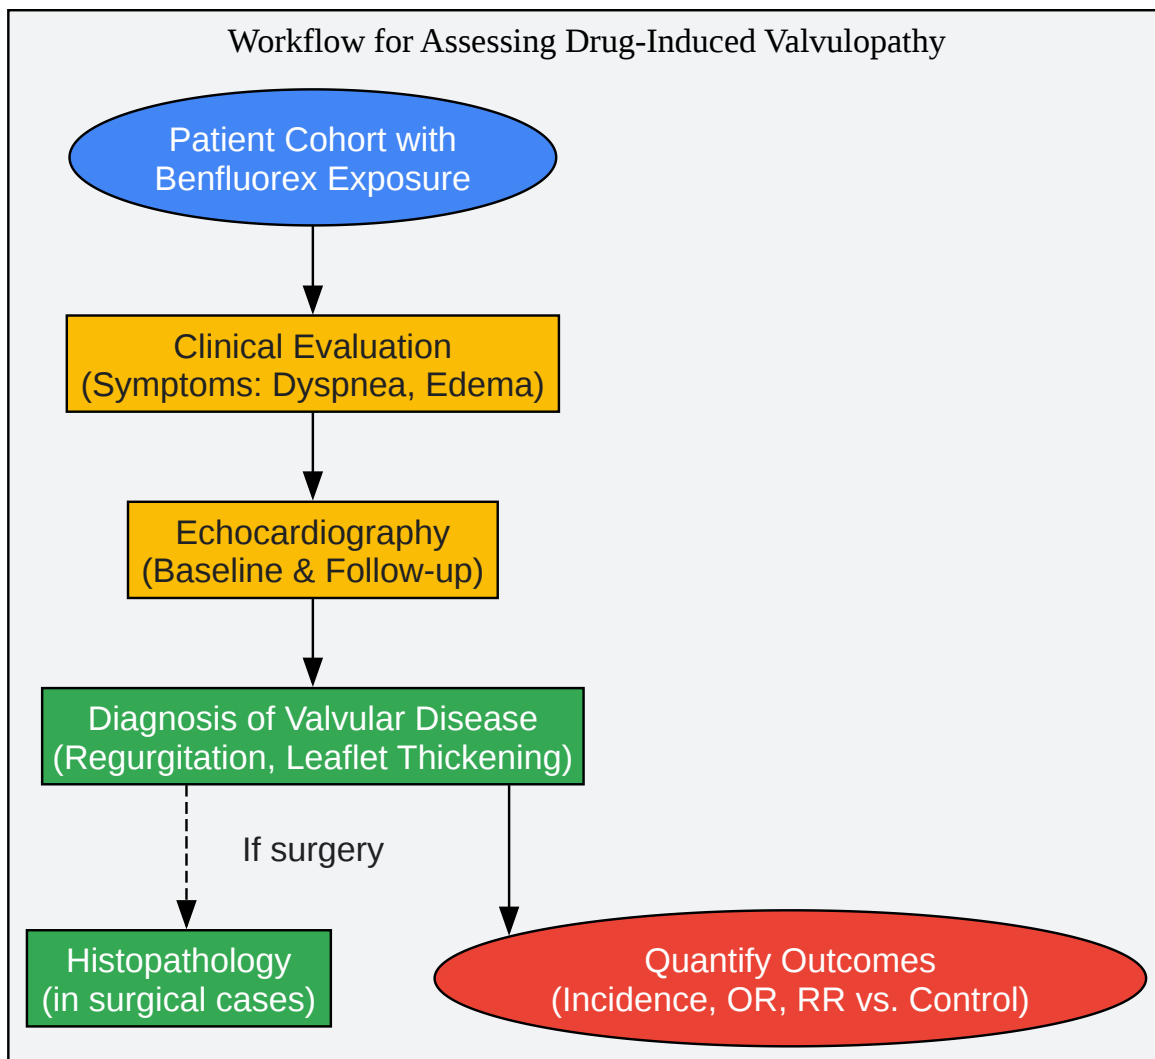 Workflow for Assessing Drug-Induced Valvulopathy
Patient Cohort with
Benfluorex Exposure
Clinical Evaluation
(Symptoms: Dyspnea, Edema)
Echocardiography
(Baseline & Follow-up)
Diagnosis of Valvular Disease
(Regurgitation, Leaflet Thickening)
If surgery
Histopathology
(in surgical cases)
Quantify Outcomes
(Incidence, OR, RR vs. Control)